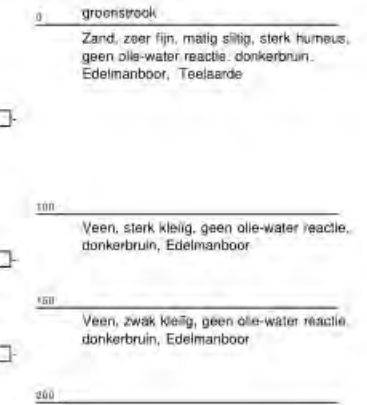 0 groenstrook
Zand, zeer fijn, matig siltig, sterk humeus,
geen olie-water reactie, donkerbruin,
Edelmanboor, Teelaarde
100
Veen, sterk kleiig, geen olie-water reactie,
donkerbruin, Edelmanboor
150
Veen, zwak kleiig, geen olie-water reactie,
donkerbruin, Edelmanboor
200